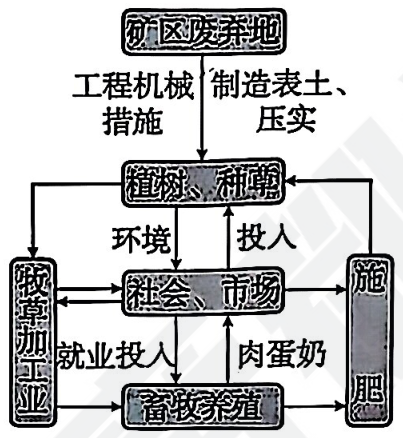 矿区废弃地
工程机械 制造表土、
措施 压实
植树、种草
环境 投入
牧草加工业
社会、市场
施肥
就业投入 肉蛋奶
畜牧养殖